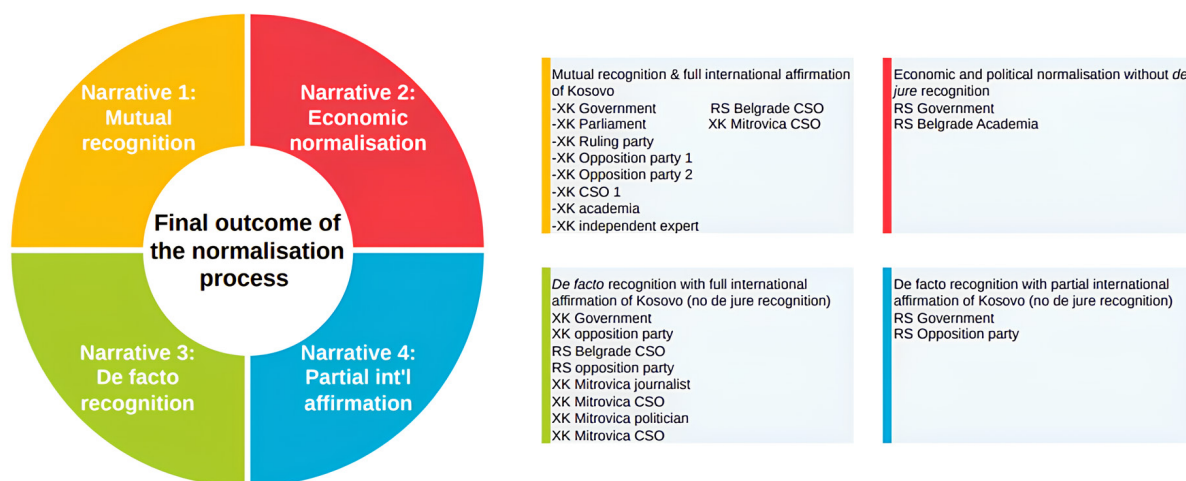 Narrative 1:
Mutual
recognition
Narrative 2:
Economic
normalisation
Final outcome of
the normalisation
process
Narrative 3:
De facto
recognition
Narrative 4:
Partial int'l
affirmation
Mutual recognition & full international affirmation
of Kosovo
-XK Government RS Belgrade CSO
-XK Parliament XK Mitrovica CSO
-XK Ruling party
-XK Opposition party 1
-XK Opposition party 2
-XK CSO 1
-XK academia
-XK independent expert
Economic and political normalisation without de
jure recognition
RS Government
RS Belgrade Academia
De facto recognition with full international
affirmation of Kosovo (no de jure recognition)
XK Government
XK opposition party
RS Belgrade CSO
RS opposition party
XK Mitrovica journalist
XK Mitrovica CSO
XK Mitrovica politician
XK Mitrovica CSO
De facto recognition with partial international
affirmation of Kosovo (no de jure recognition)
RS Government
RS Opposition party